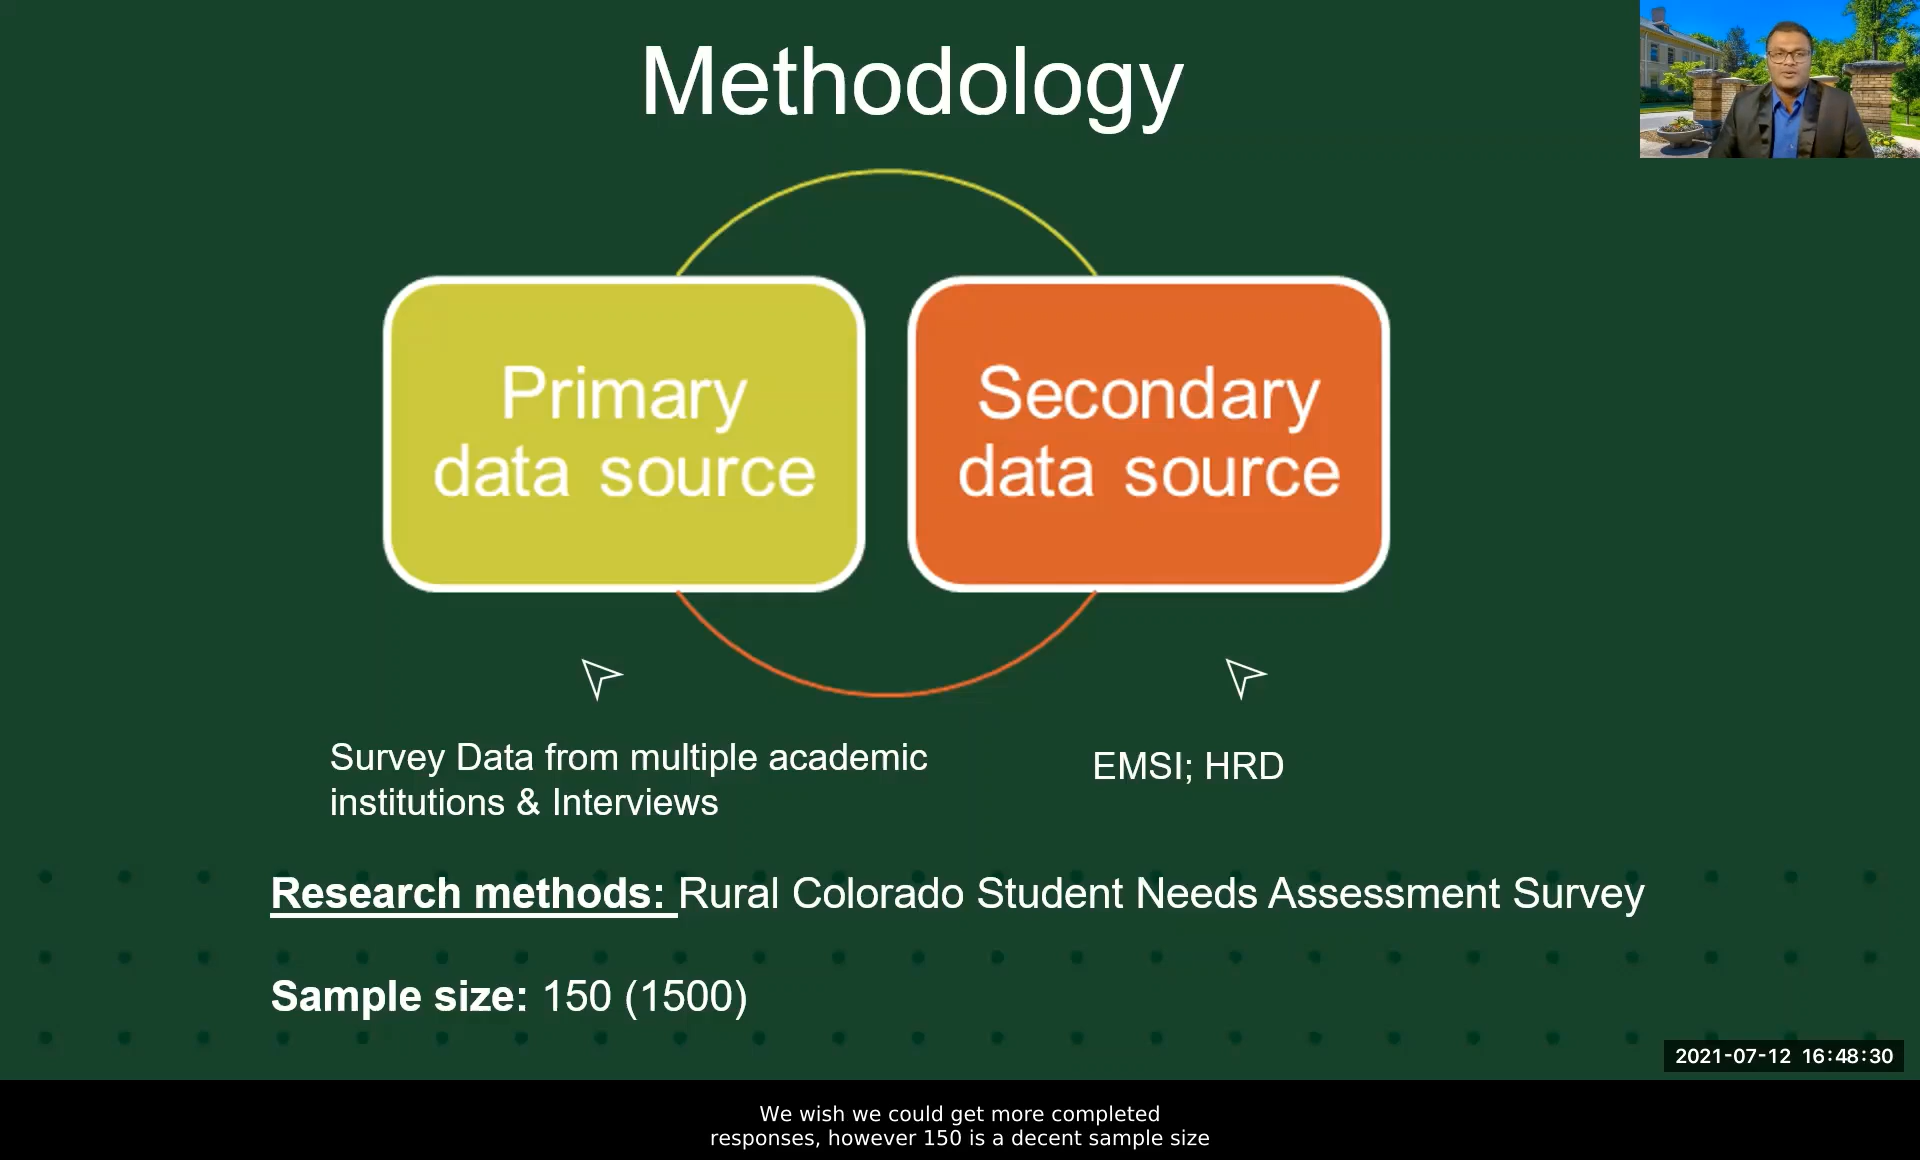 Methodology
Primary
data source
Secondary
data source
Survey Data from multiple academic
institutions & Interviews
EMSI; HRD
Research methods: Rural Colorado Student Needs Assessment Survey
Sample size: 150 (1500)
2021-07-12 16:48:30
We wish we could get more completed
responses, however 150 is a decent sample size